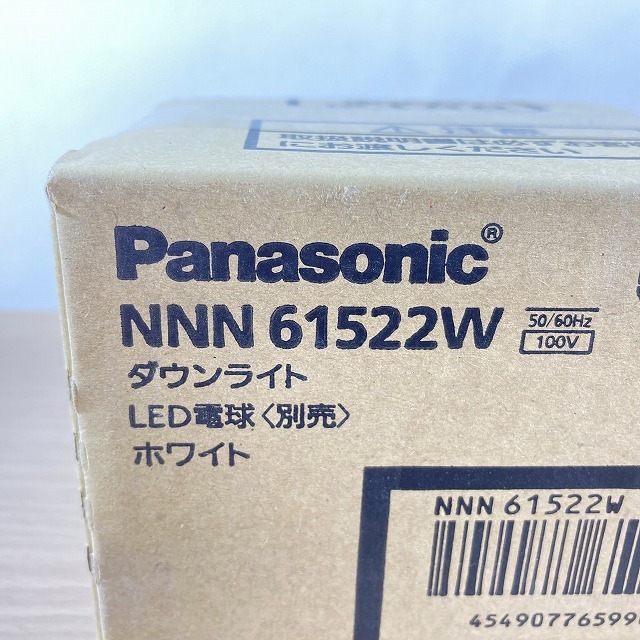 Panasonic®
NNN 61522W
50/60Hz
100V
ダウンライト
LED電球〈別売〉
ホワイト
NNN 61522W